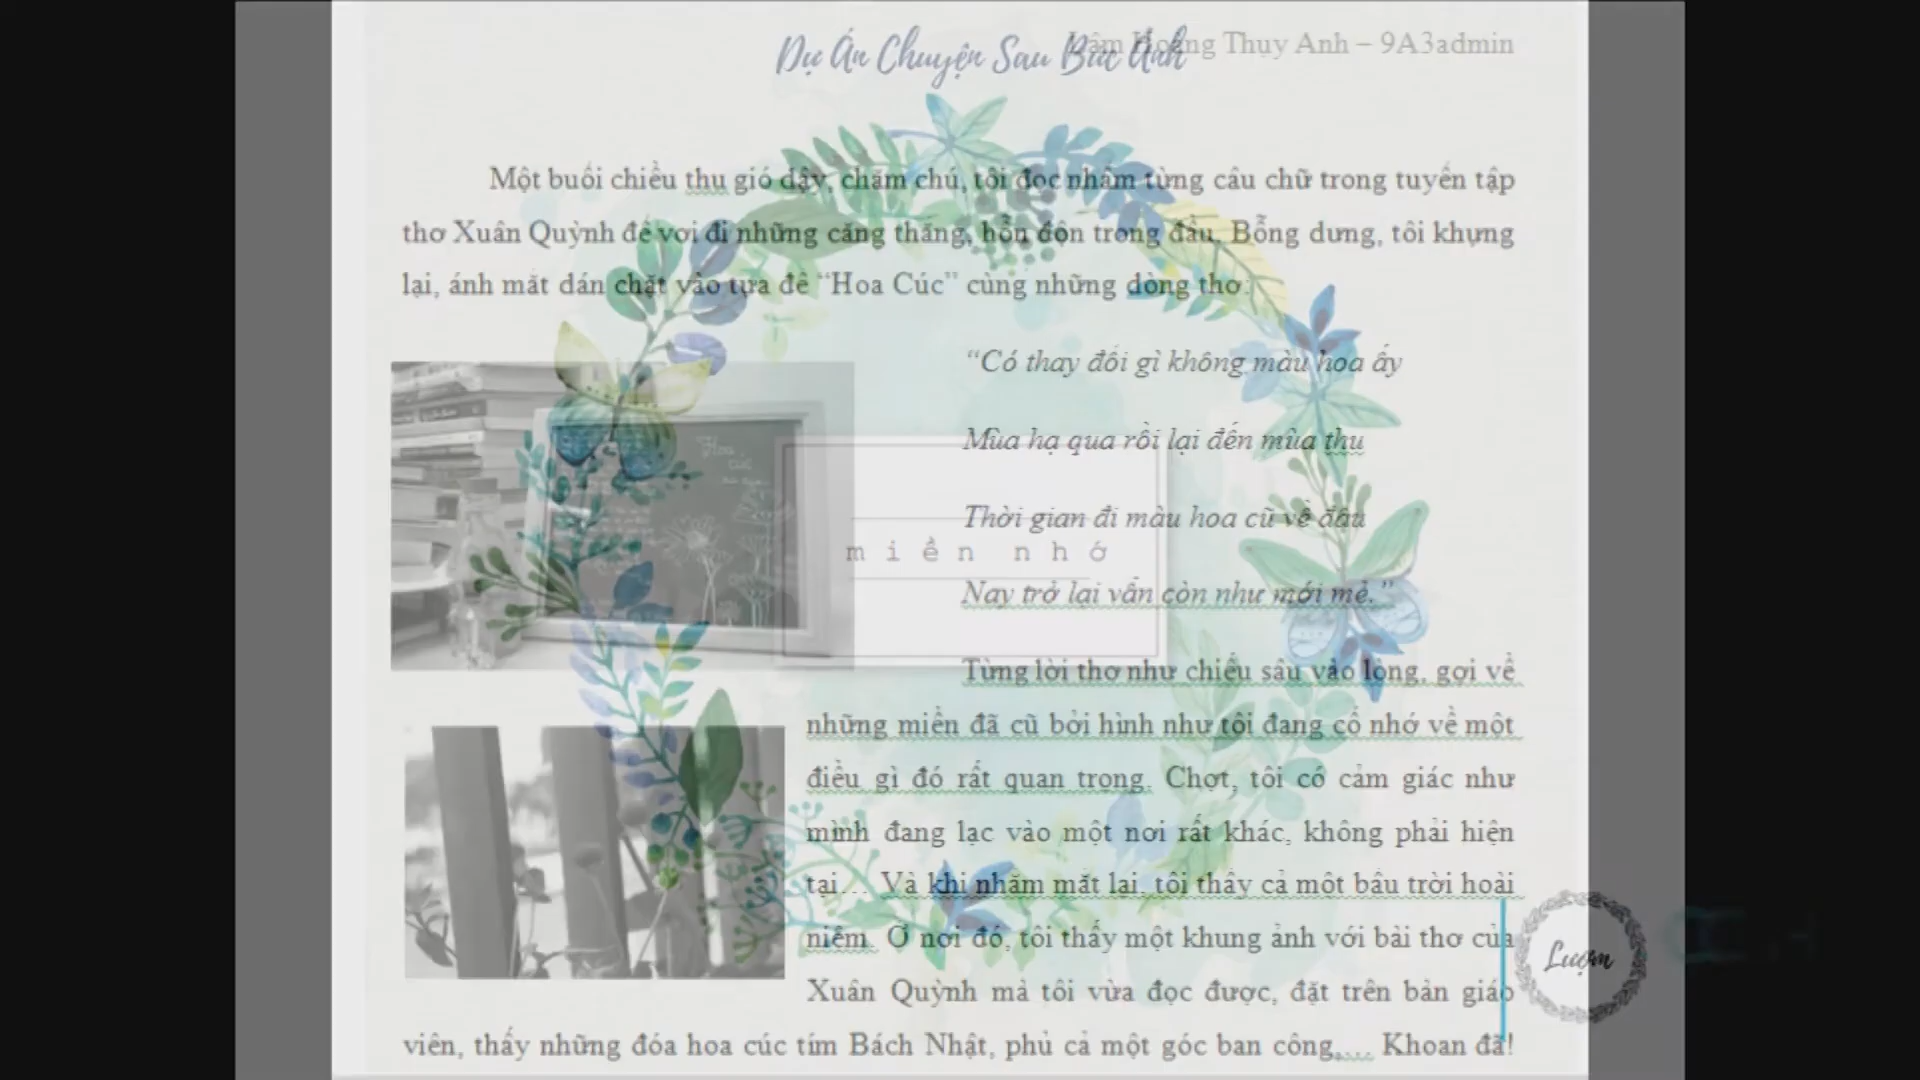 Dự Án Chuyện Sau Bức Ảnh
Hoàng Thụy Anh – 9A3admin
Một buổi chiều thu gió dậy, chăm chú, tôi đọc nhẩm từng câu chữ trong tuyển tập
thơ Xuân Quỳnh để vơi đi những căng thẳng, hỗn độn trong đầu. Bỗng dưng, tôi khựng
lại, ánh mắt dán chặt vào tựa đề “Hoa Cúc” cùng những dòng thơ:
“Có thay đổi gì không màu hoa ấy
Mùa hạ qua rồi lại đến mùa thu
Thời gian đi màu hoa cũ về đâu
miền nhớ
Nay trở lại vẫn còn như mới mẻ.”
Hoa
cúc
Từng lời thơ như chiếu sâu vào lòng, gợi về
những miền đã cũ bởi hình như tôi đang cố nhớ về một
điều gì đó rất quan trọng. Chợt, tôi có cảm giác như
mình đang lạc vào một nơi rất khác, không phải hiện
tại… Và khi nhắm mắt lại, tôi thấy cả một bầu trời hoài
niệm. Ở nơi đó, tôi thấy một khung ảnh với bài thơ của
Lượm
Xuân Quỳnh mà tôi vừa đọc được, đặt trên bàn giáo
viên, thấy những đóa hoa cúc tím Bách Nhật, phủ cả một góc ban công,… Khoan đã!